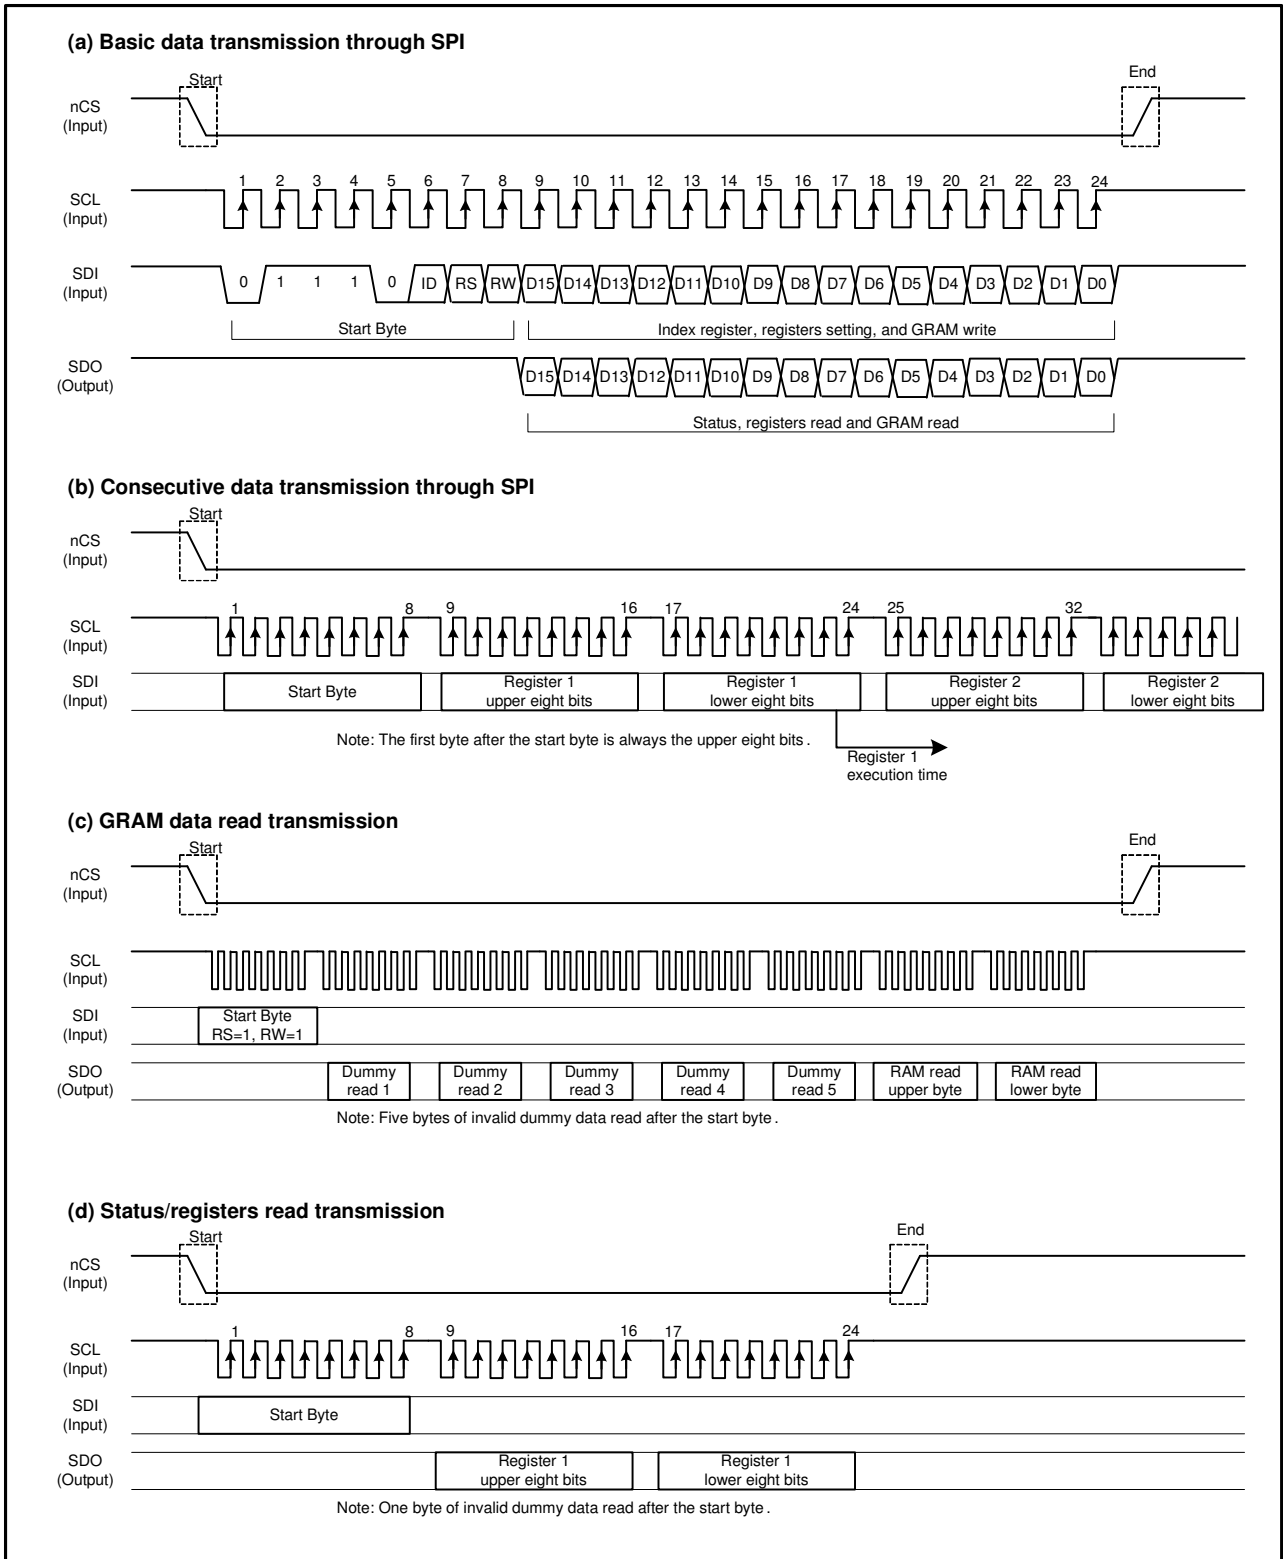 (a) Basic data transmission through SPI
Start
End
nCS
(Input)
1 2 3 4 5 6 7 8 9 10 11 12 13 14 15 16 17 18 19 20 21 22 23 24
SCL
(Input)
SDI
(Input)
0 1 1 1 0 ID RS RW D15 D14 D13 D12 D11 D10 D9 D8 D7 D6 D5 D4 D3 D2 D1 D0
Start Byte
Index register, registers setting, and GRAM write
SDO
(Output)
D15 D14 D13 D12 D11 D10 D9 D8 D7 D6 D5 D4 D3 D2 D1 D0
Status, registers read and GRAM read
(b) Consecutive data transmission through SPI
Start
nCS
(Input)
1 8 9 16 17 24 25 32
SCL
(Input)
SDI
(Input)
Start Byte
Register 1
upper eight bits
Register 1
lower eight bits
Register 2
upper eight bits
Register 2
lower eight bits
Note: The first byte after the start byte is always the upper eight bits .
Register 1
execution time
(c) GRAM data read transmission
Start
End
nCS
(Input)
SCL
(Input)
SDI
(Input)
Start Byte
RS=1, RW=1
SDO
(Output)
Dummy
read 1
Dummy
read 2
Dummy
read 3
Dummy
read 4
Dummy
read 5
RAM read
upper byte
RAM read
lower byte
Note: Five bytes of invalid dummy data read after the start byte .
(d) Status/registers read transmission
Start
End
nCS
(Input)
1 8 9 16 17 24
SCL
(Input)
SDI
(Input)
Start Byte
SDO
(Output)
Register 1
upper eight bits
Register 1
lower eight bits
Note: One byte of invalid dummy data read after the start byte .